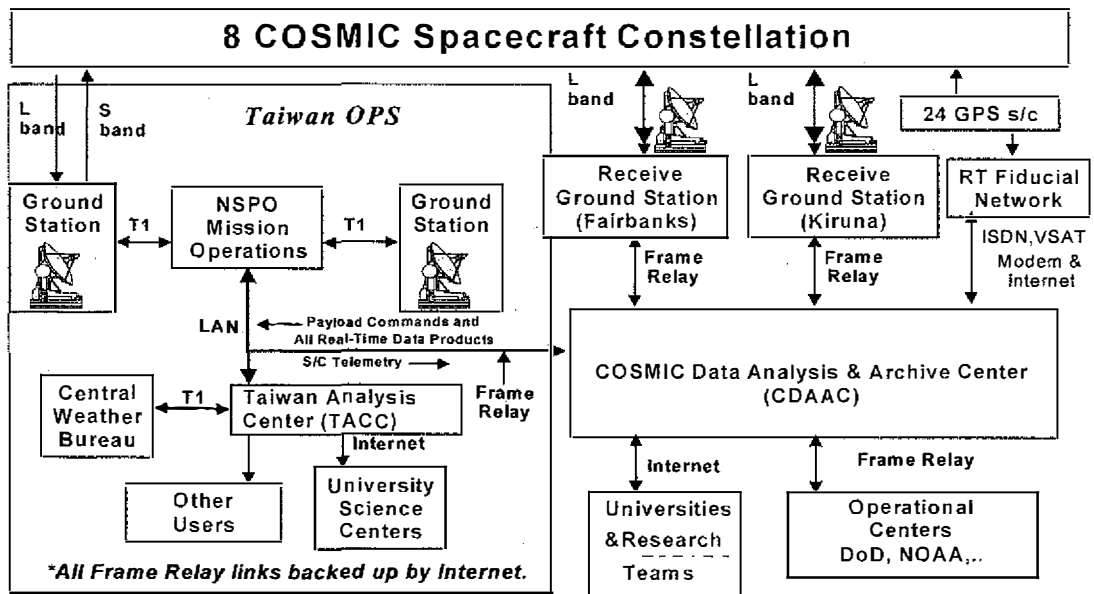 8 COSMIC Spacecraft Constellation
L
band
S
band
Taiwan OPS
L
band
L
band
24 GPS s/c
Ground
Station
NSPO
Mission
Operations
Ground
Station
T1
T1
Receive
Ground Station
(Fairbanks)
Receive
Ground Station
(Kiruna)
RT Fiducial
Network
Frame
Relay
Frame
Relay
ISDN,VSAT
Modem &
Internet
LAN
Payload Commands and
All Real-Time Data Products
S/C Telemetry
Frame
Relay
COSMIC Data Analysis & Archive Center
(CDAAC)
Central
Weather
Bureau
T1
Taiwan Analysis
Center (TACC)
Internet
Other
Users
University
Science
Centers
Internet
Frame Relay
Universities
&Research
Teams
Operational
Centers
DoD, NOAA,..
*All Frame Relay links backed up by Internet.